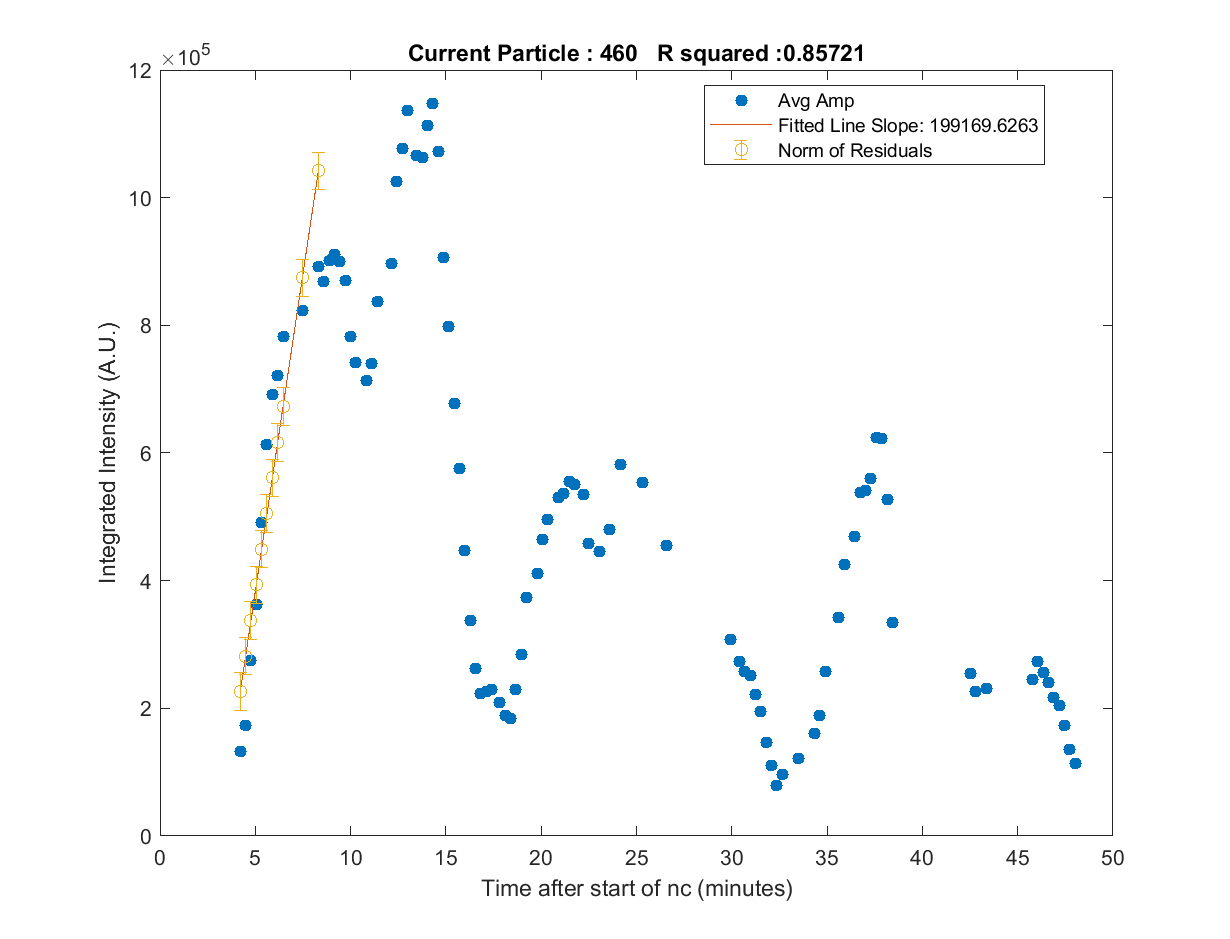 Current Particle : 460 R squared :0.85721
×10^5
12
10
8
6
4
2
0
Integrated Intensity (A.U.)
Avg Amp
Fitted Line Slope: 199169.6263
Norm of Residuals
0 5 10 15 20 25 30 35 40 45 50
Time after start of nc (minutes)